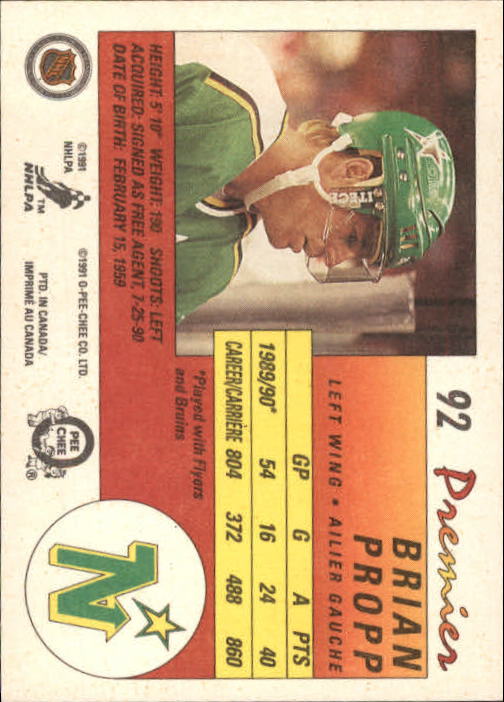 92 Premier
BRIAN
PROPP
LEFT WING • AILIER GAUCHE
GP G A PTS
1989/90* 54 16 24 40
CAREER/CARRIÈRE 804 372 488 860
*Played with Flyers
and Bruins
ITECH
HEIGHT: 5' 10" WEIGHT: 190 SHOOTS: LEFT
ACQUIRED: SIGNED AS FREE AGENT, 7-25-90
DATE OF BIRTH: FEBRUARY 15, 1959
NHL
©1991
NHLPA
NHLPA™
©1991 O-PEE-CHEE CO. LTD.
PTD. IN CANADA/
IMPRIMÉ AU CANADA
O
PEE
CHEE
®
N